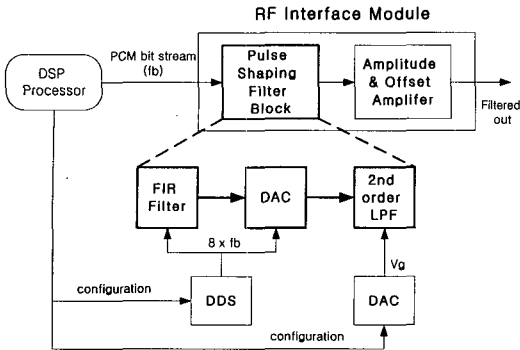 RF Interface Module
DSP
Processor
PCM bit stream
(fb)
Pulse
Shaping
Filter
Block
Amplitude
& Offset
Amplifer
Filtered
out
FIR
Filter
DAC
2nd
order
LPF
8 x fb
Vg
configuration
DDS
DAC
configuration